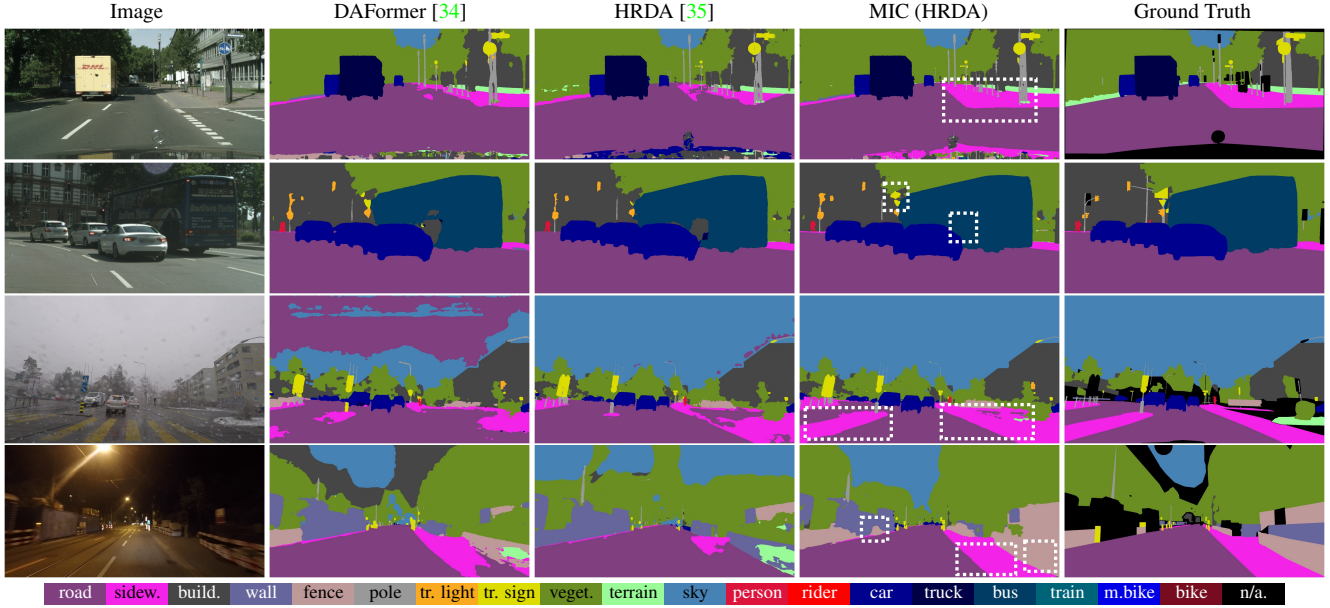 Image DAFormer [34] HRDA [35] MIC (HRDA) Ground Truth
DHL
road sidew. build. wall fence pole tr. light tr. sign veget. terrain sky person rider car truck bus train m.bike bike n/a.